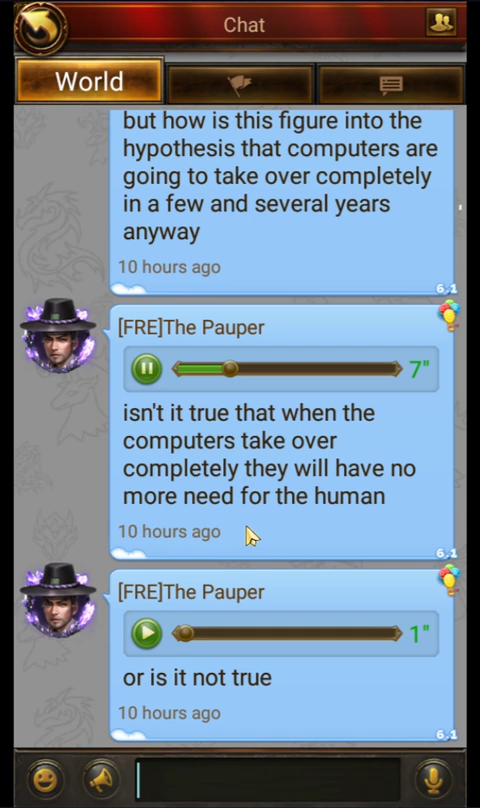 Chat
World
but how is this figure into the
hypothesis that computers are
going to take over completely
in a few and several years
anyway
10 hours ago
6.1
[FRE]The Pauper
7"
isn't it true that when the
computers take over
completely they will have no
more need for the human
10 hours ago
6.1
[FRE]The Pauper
1"
or is it not true
10 hours ago
6.1